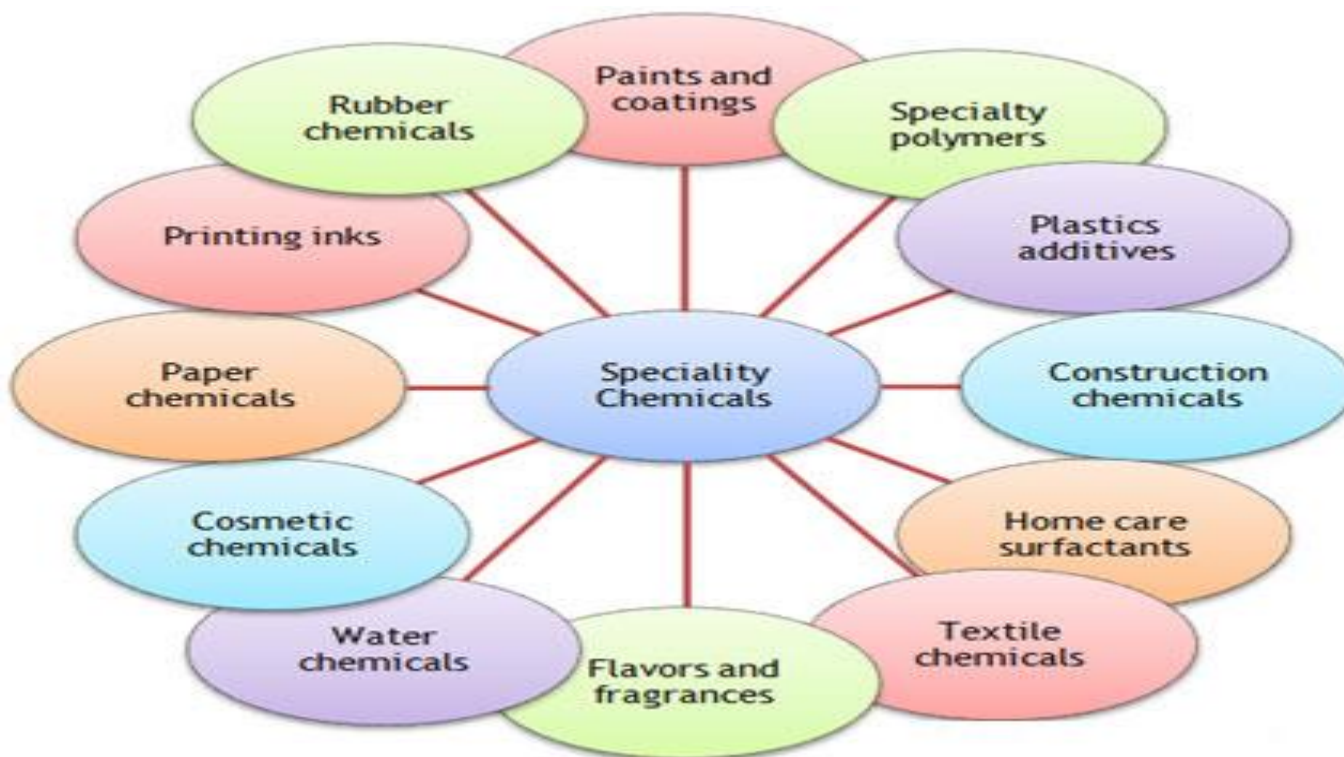 Paints and
coatings
Specialty
polymers
Plastics
additives
Construction
chemicals
Home care
surfactants
Textile
chemicals
Flavors and
fragrances
Water
chemicals
Cosmetic
chemicals
Paper
chemicals
Printing inks
Rubber
chemicals
Speciality
Chemicals